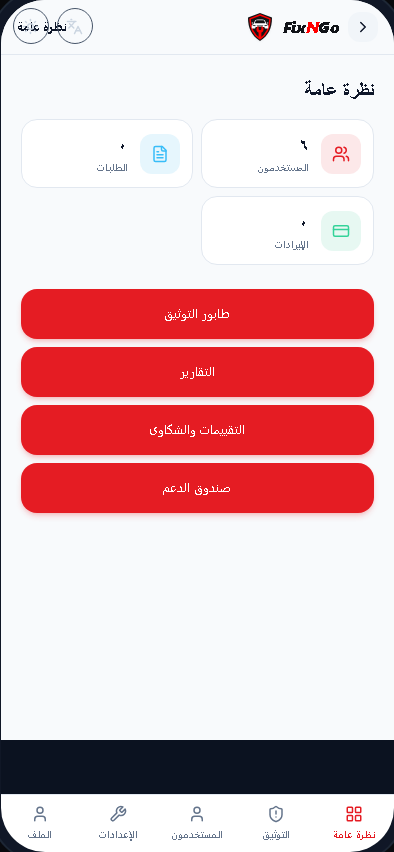 FixNGo
نظرة عامة
نظرة عامة
٦
المستخدمون
٠
الطلبات
٠
الإيرادات
طابور التوثيق
التقارير
التقييمات والشكاوى
صندوق الدعم
نظرة عامة
التوثيق
المستخدمون
الإعدادات
الملف